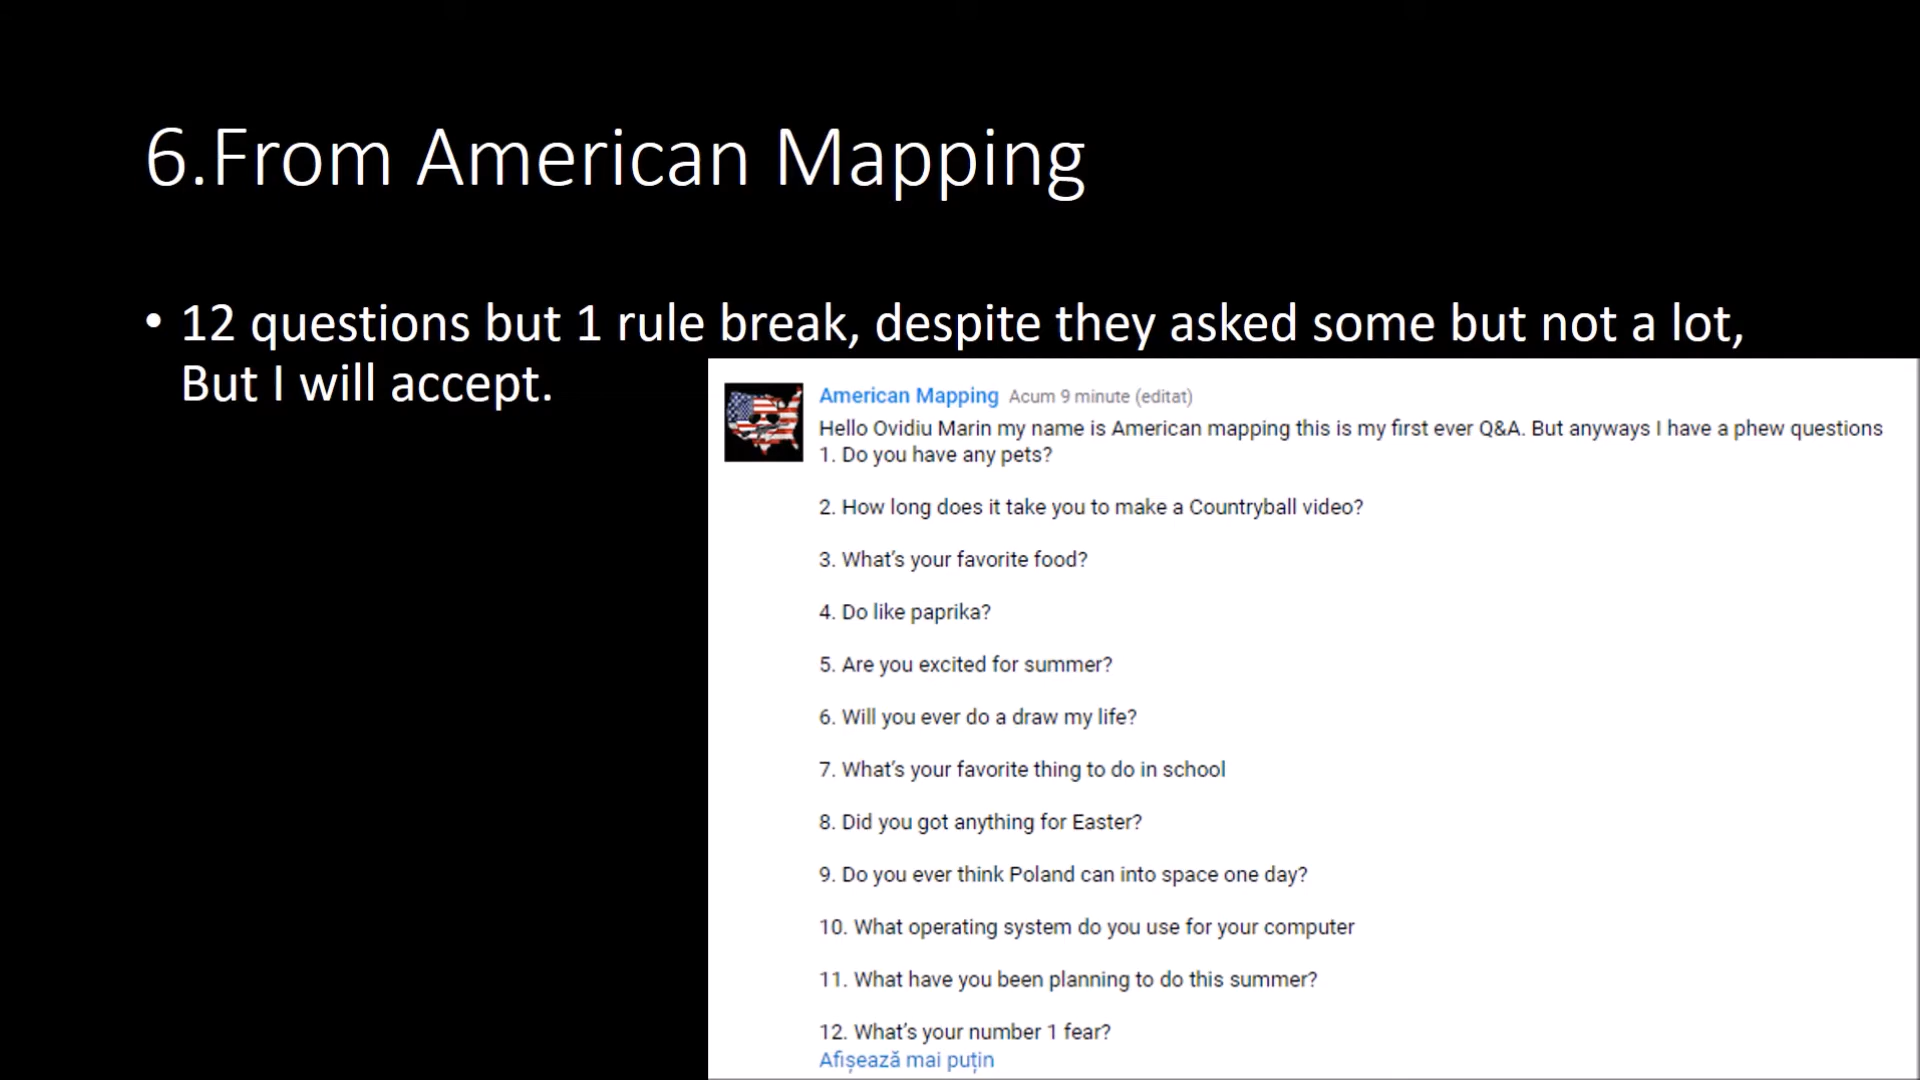 6.From American Mapping
• 12 questions but 1 rule break, despite they asked some but not a lot,
But I will accept.
American Mapping Acum 9 minute (editat)
Hello Ovidiu Marin my name is American mapping this is my first ever Q&A. But anyways I have a phew questions
1. Do you have any pets?
2. How long does it take you to make a Countryball video?
3. What's your favorite food?
4. Do like paprika?
5. Are you excited for summer?
6. Will you ever do a draw my life?
7. What's your favorite thing to do in school
8. Did you got anything for Easter?
9. Do you ever think Poland can into space one day?
10. What operating system do you use for your computer
11. What have you been planning to do this summer?
12. What's your number 1 fear?
Afișează mai puțin